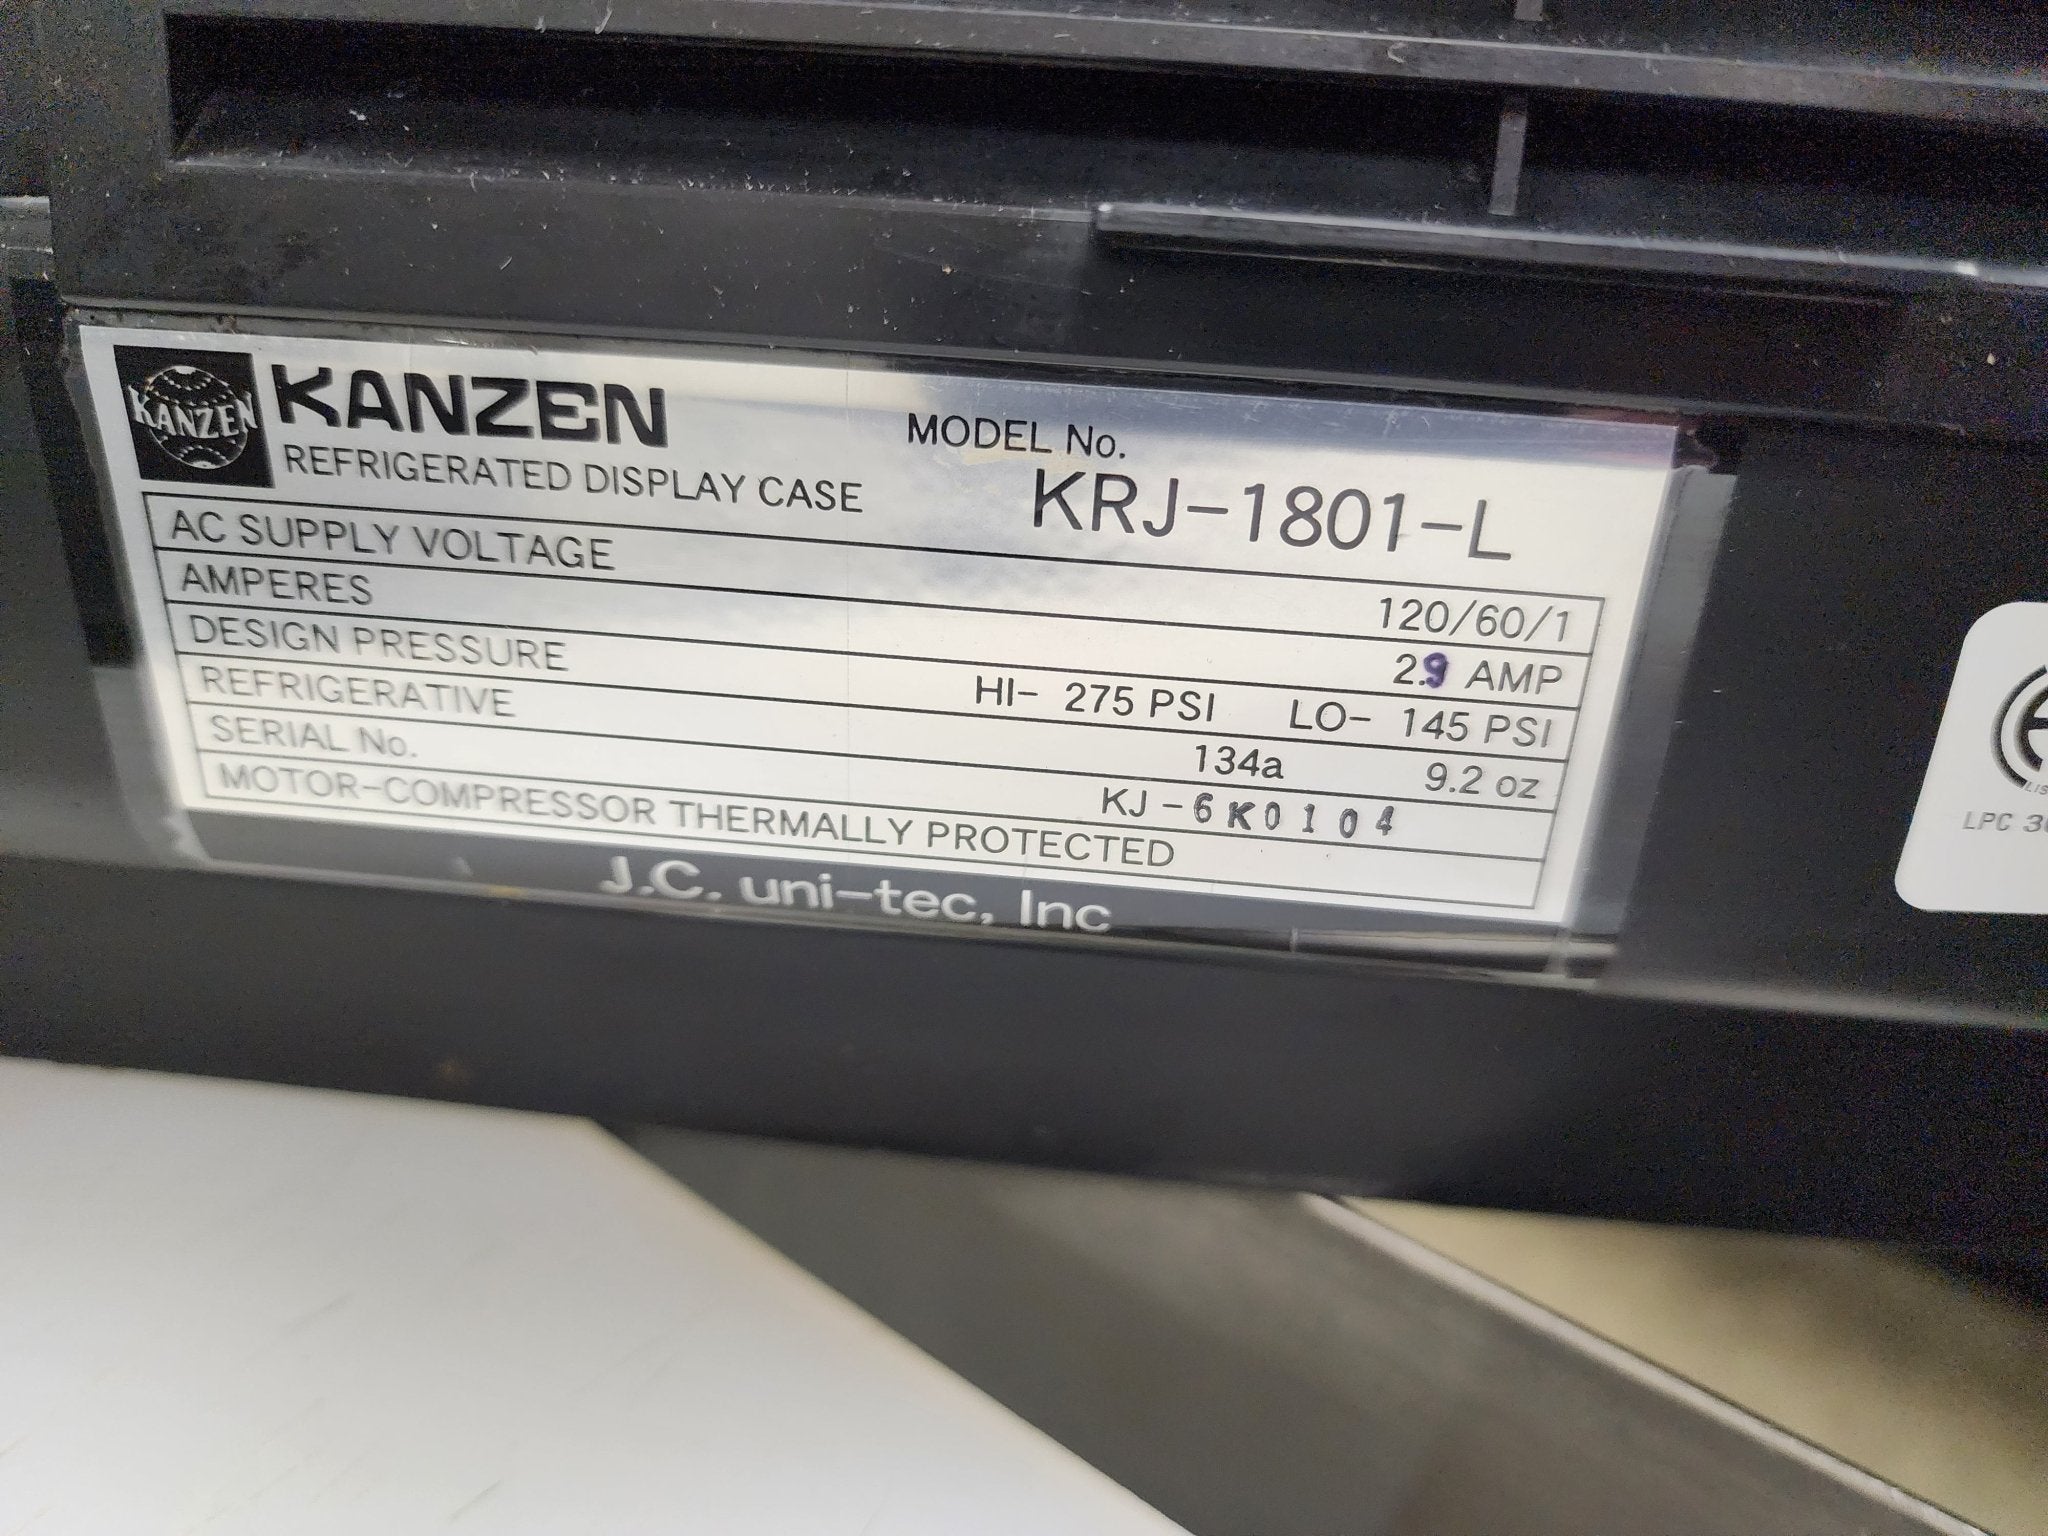 KANZEN
KANZEN
REFRIGERATED DISPLAY CASE
MODEL No.
KRJ-1801-L
AC SUPPLY VOLTAGE 120/60/1
AMPERES 2.9 AMP
DESIGN PRESSURE HI- 275 PSI LO- 145 PSI
REFRIGERATIVE 134a 9.2 oz
SERIAL No. KJ-6K0104
MOTOR-COMPRESSOR THERMALLY PROTECTED
J.C. uni-tec, Inc
LPC